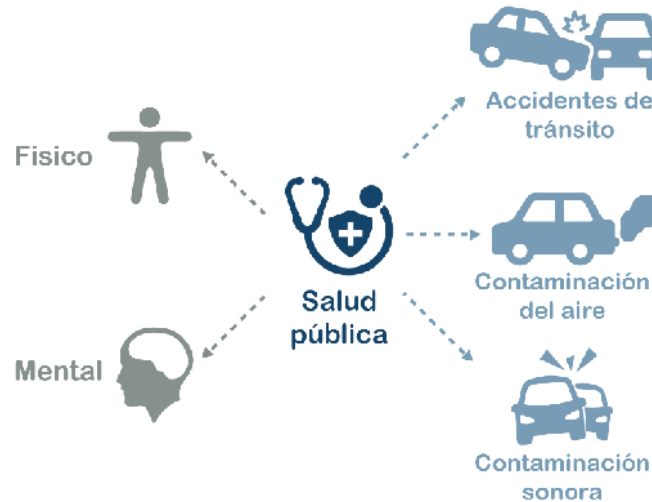 Fisico
Mental
Salud
pública
Accidentes de
tránsito
Contaminación
del aire
Contaminación
sonora